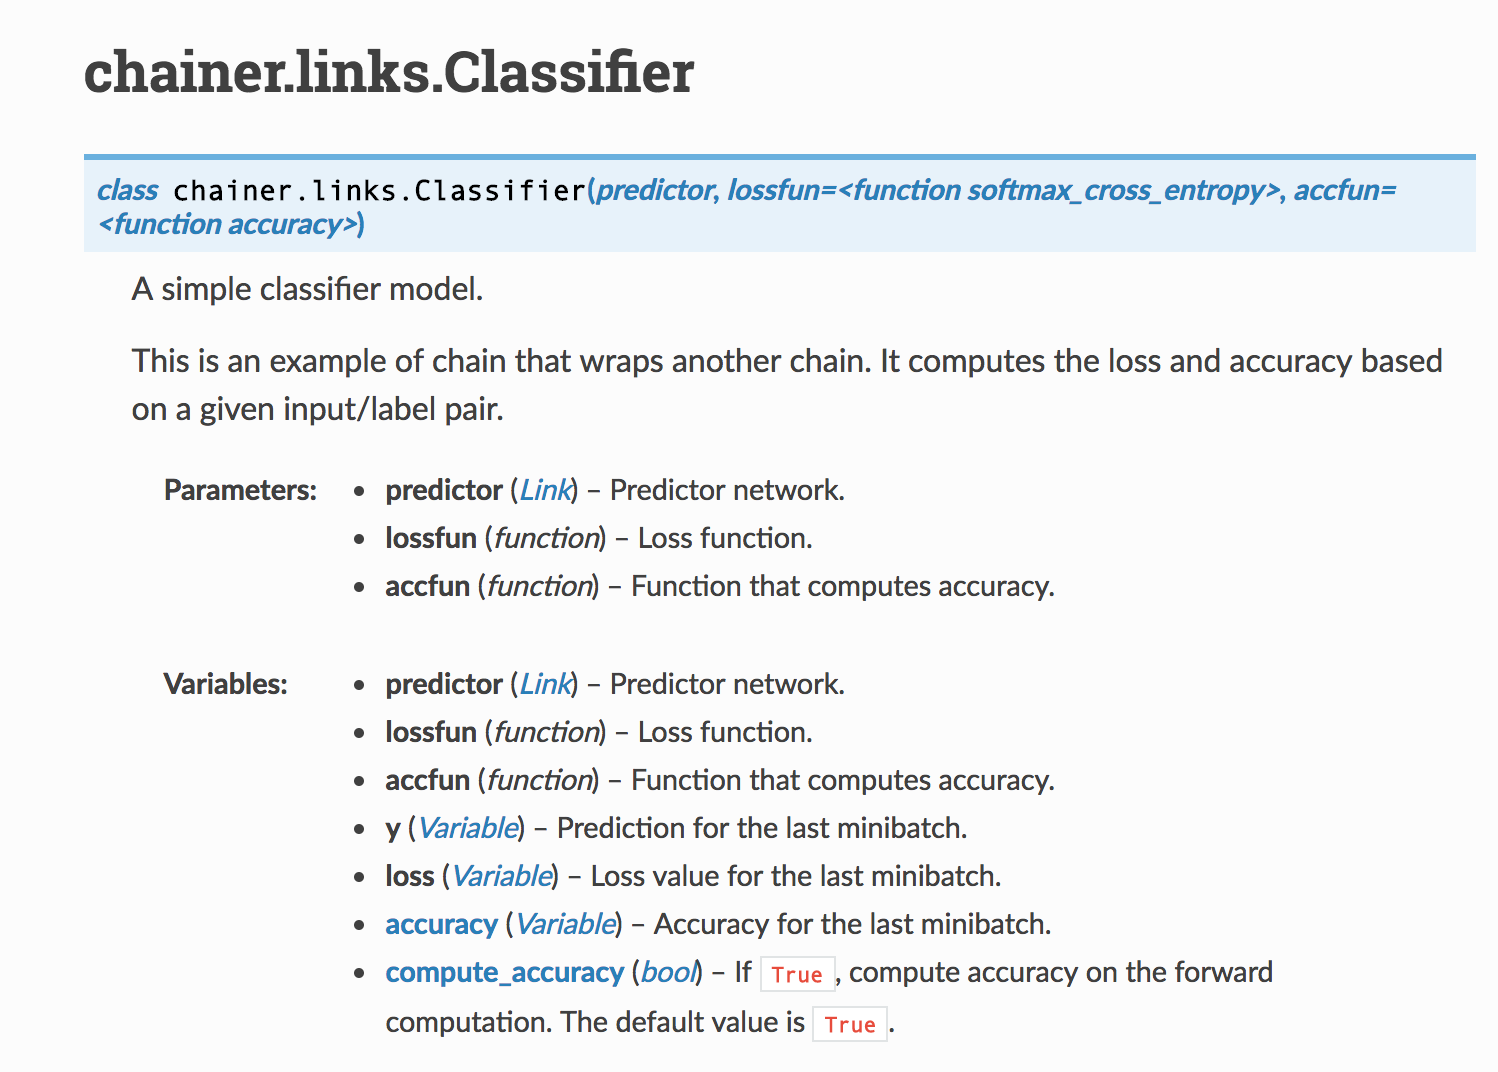 chainer.links.Classifier
class chainer.links.Classifier(predictor, lossfun=<function softmax_cross_entropy>, accfun=
<function accuracy>)
A simple classifier model.
This is an example of chain that wraps another chain. It computes the loss and accuracy based
on a given input/label pair.
Parameters:
• predictor (Link) – Predictor network.
• lossfun (function) – Loss function.
• accfun (function) – Function that computes accuracy.
Variables:
• predictor (Link) – Predictor network.
• lossfun (function) – Loss function.
• accfun (function) – Function that computes accuracy.
• y (Variable) – Prediction for the last minibatch.
• loss (Variable) – Loss value for the last minibatch.
• accuracy (Variable) – Accuracy for the last minibatch.
• compute_accuracy (bool) – If True, compute accuracy on the forward
computation. The default value is True.